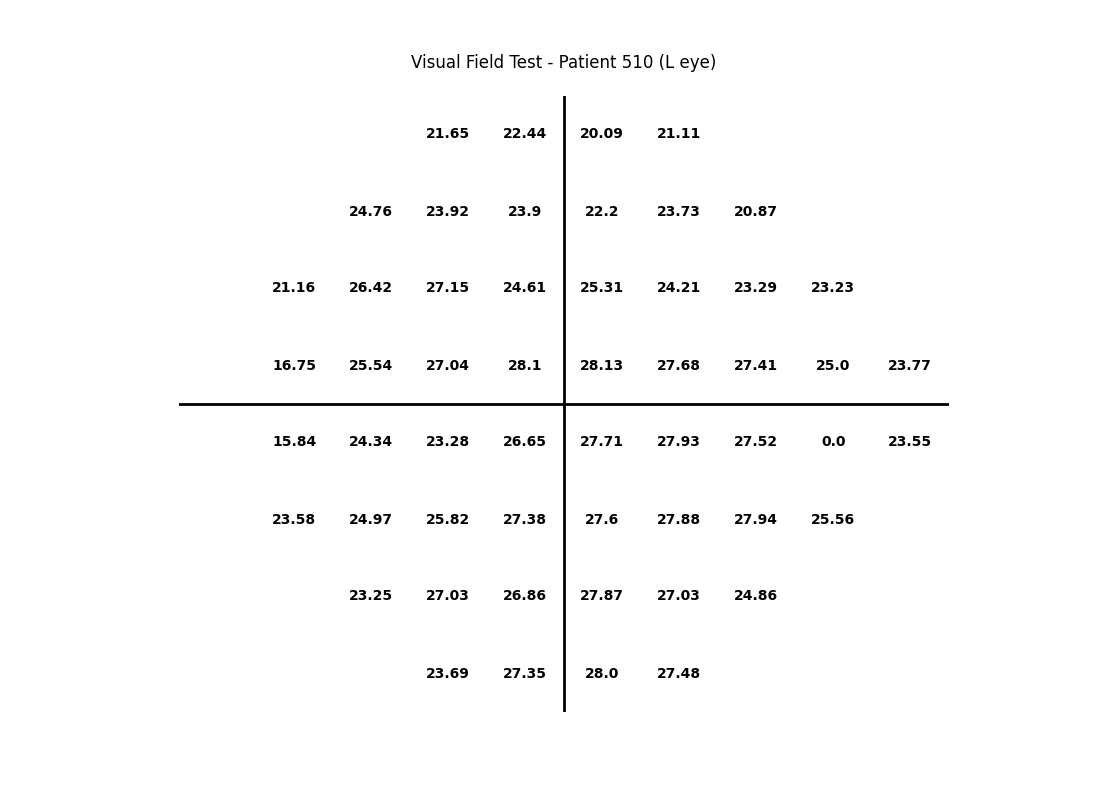 Visual Field Test - Patient 510 (L eye)
21.65 22.44 20.09 21.11
24.76 23.92 23.9 22.2 23.73 20.87
21.16 26.42 27.15 24.61 25.31 24.21 23.29 23.23
16.75 25.54 27.04 28.1 28.13 27.68 27.41 25.0 23.77
15.84 24.34 23.28 26.65 27.71 27.93 27.52 0.0 23.55
23.58 24.97 25.82 27.38 27.6 27.88 27.94 25.56
23.25 27.03 26.86 27.87 27.03 24.86
23.69 27.35 28.0 27.48